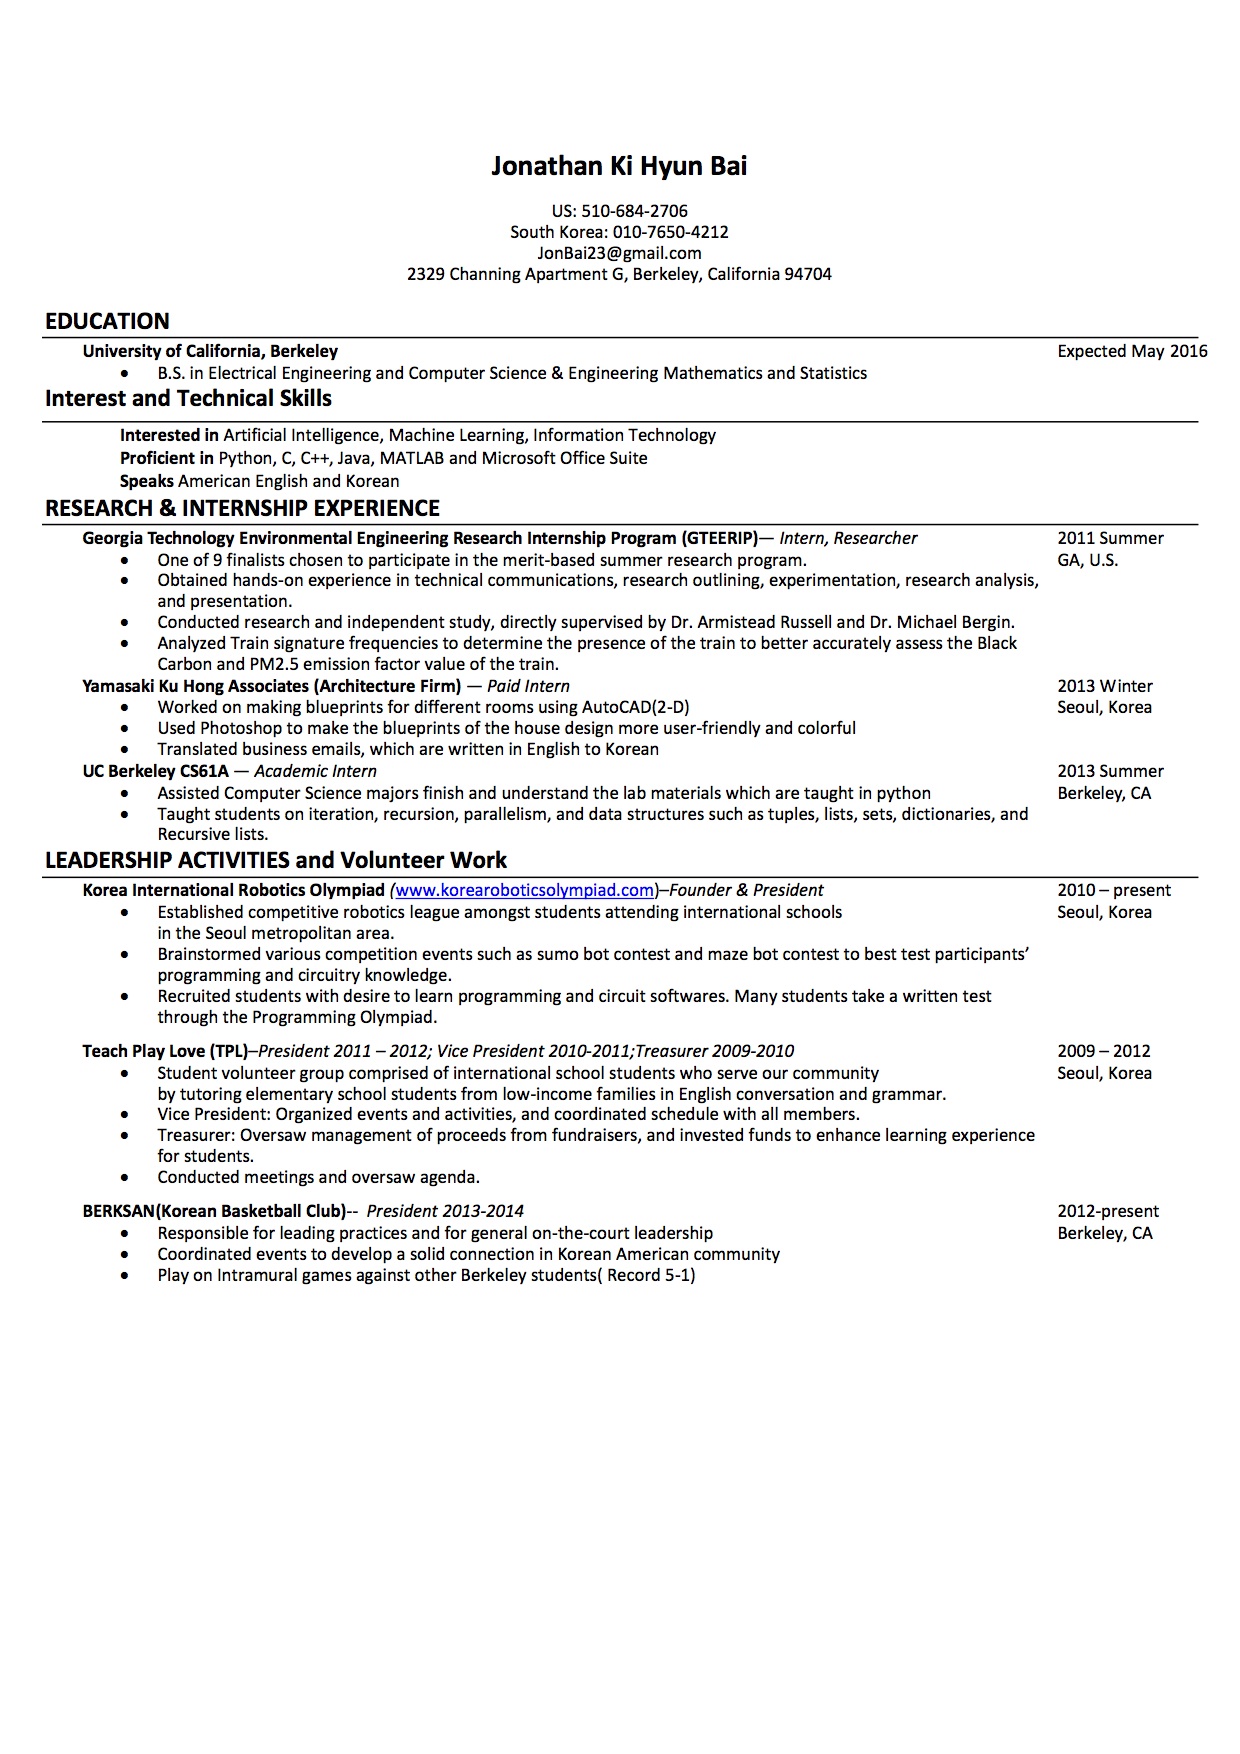 Jonathan Ki Hyun Bai
US: 510-684-2706
South Korea: 010-7650-4212
JonBai23@gmail.com
2329 Channing Apartment G, Berkeley, California 94704
EDUCATION
University of California, Berkeley Expected May 2016
• B.S. in Electrical Engineering and Computer Science & Engineering Mathematics and Statistics
Interest and Technical Skills
Interested in Artificial Intelligence, Machine Learning, Information Technology
Proficient in Python, C, C++, Java, MATLAB and Microsoft Office Suite
Speaks American English and Korean
RESEARCH & INTERNSHIP EXPERIENCE
Georgia Technology Environmental Engineering Research Internship Program (GTEERIP)— Intern, Researcher 2011 Summer
• One of 9 finalists chosen to participate in the merit-based summer research program. GA, U.S.
• Obtained hands-on experience in technical communications, research outlining, experimentation, research analysis,
and presentation.
• Conducted research and independent study, directly supervised by Dr. Armistead Russell and Dr. Michael Bergin.
• Analyzed Train signature frequencies to determine the presence of the train to better accurately assess the Black
Carbon and PM2.5 emission factor value of the train.
Yamasaki Ku Hong Associates (Architecture Firm) — Paid Intern 2013 Winter
• Worked on making blueprints for different rooms using AutoCAD(2-D) Seoul, Korea
• Used Photoshop to make the blueprints of the house design more user-friendly and colorful
• Translated business emails, which are written in English to Korean
UC Berkeley CS61A — Academic Intern 2013 Summer
• Assisted Computer Science majors finish and understand the lab materials which are taught in python Berkeley, CA
• Taught students on iteration, recursion, parallelism, and data structures such as tuples, lists, sets, dictionaries, and
Recursive lists.
LEADERSHIP ACTIVITIES and Volunteer Work
Korea International Robotics Olympiad (www.korearoboticsolympiad.com)–Founder & President 2010 – present
• Established competitive robotics league amongst students attending international schools Seoul, Korea
in the Seoul metropolitan area.
• Brainstormed various competition events such as sumo bot contest and maze bot contest to best test participants’
programming and circuitry knowledge.
• Recruited students with desire to learn programming and circuit softwares. Many students take a written test
through the Programming Olympiad.
Teach Play Love (TPL)–President 2011 – 2012; Vice President 2010-2011;Treasurer 2009-2010 2009 – 2012
• Student volunteer group comprised of international school students who serve our community Seoul, Korea
by tutoring elementary school students from low-income families in English conversation and grammar.
• Vice President: Organized events and activities, and coordinated schedule with all members.
• Treasurer: Oversaw management of proceeds from fundraisers, and invested funds to enhance learning experience
for students.
• Conducted meetings and oversaw agenda.
BERKSAN(Korean Basketball Club)-- President 2013-2014 2012-present
• Responsible for leading practices and for general on-the-court leadership Berkeley, CA
• Coordinated events to develop a solid connection in Korean American community
• Play on Intramural games against other Berkeley students( Record 5-1)